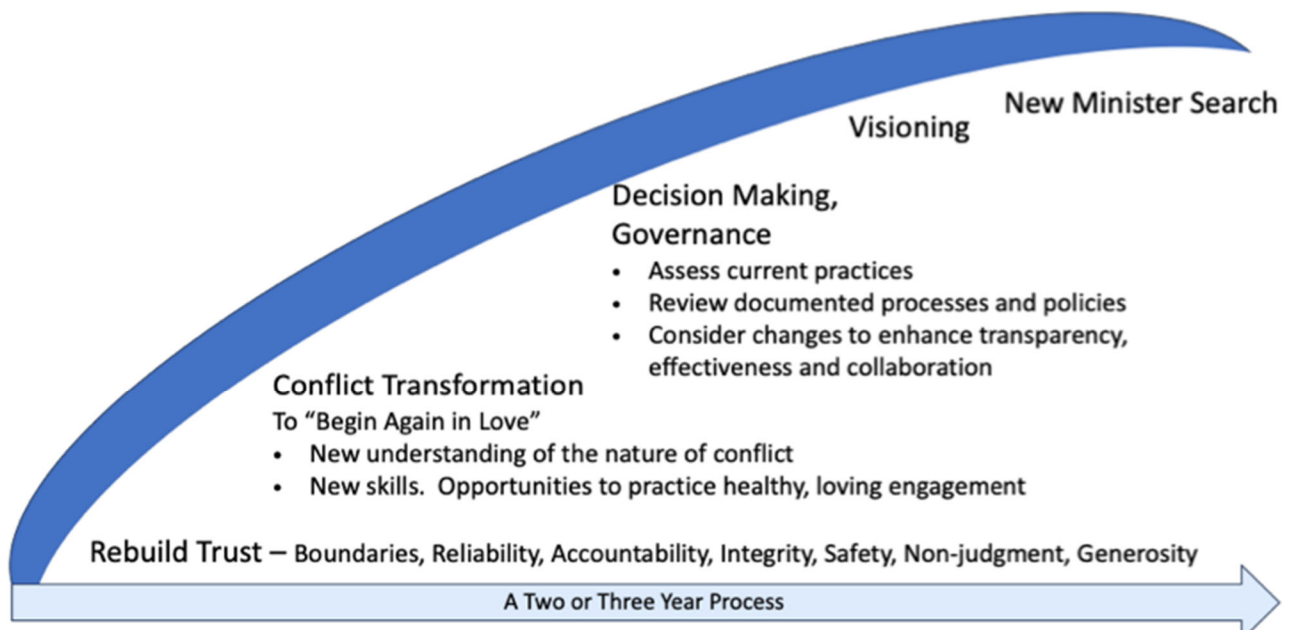 New Minister Search
Visioning
Decision Making,
Governance
• Assess current practices
• Review documented processes and policies
• Consider changes to enhance transparency,
effectiveness and collaboration
Conflict Transformation
To “Begin Again in Love”
• New understanding of the nature of conflict
• New skills.  Opportunities to practice healthy, loving engagement
Rebuild Trust – Boundaries, Reliability, Accountability, Integrity, Safety, Non-judgment, Generosity
A Two or Three Year Process